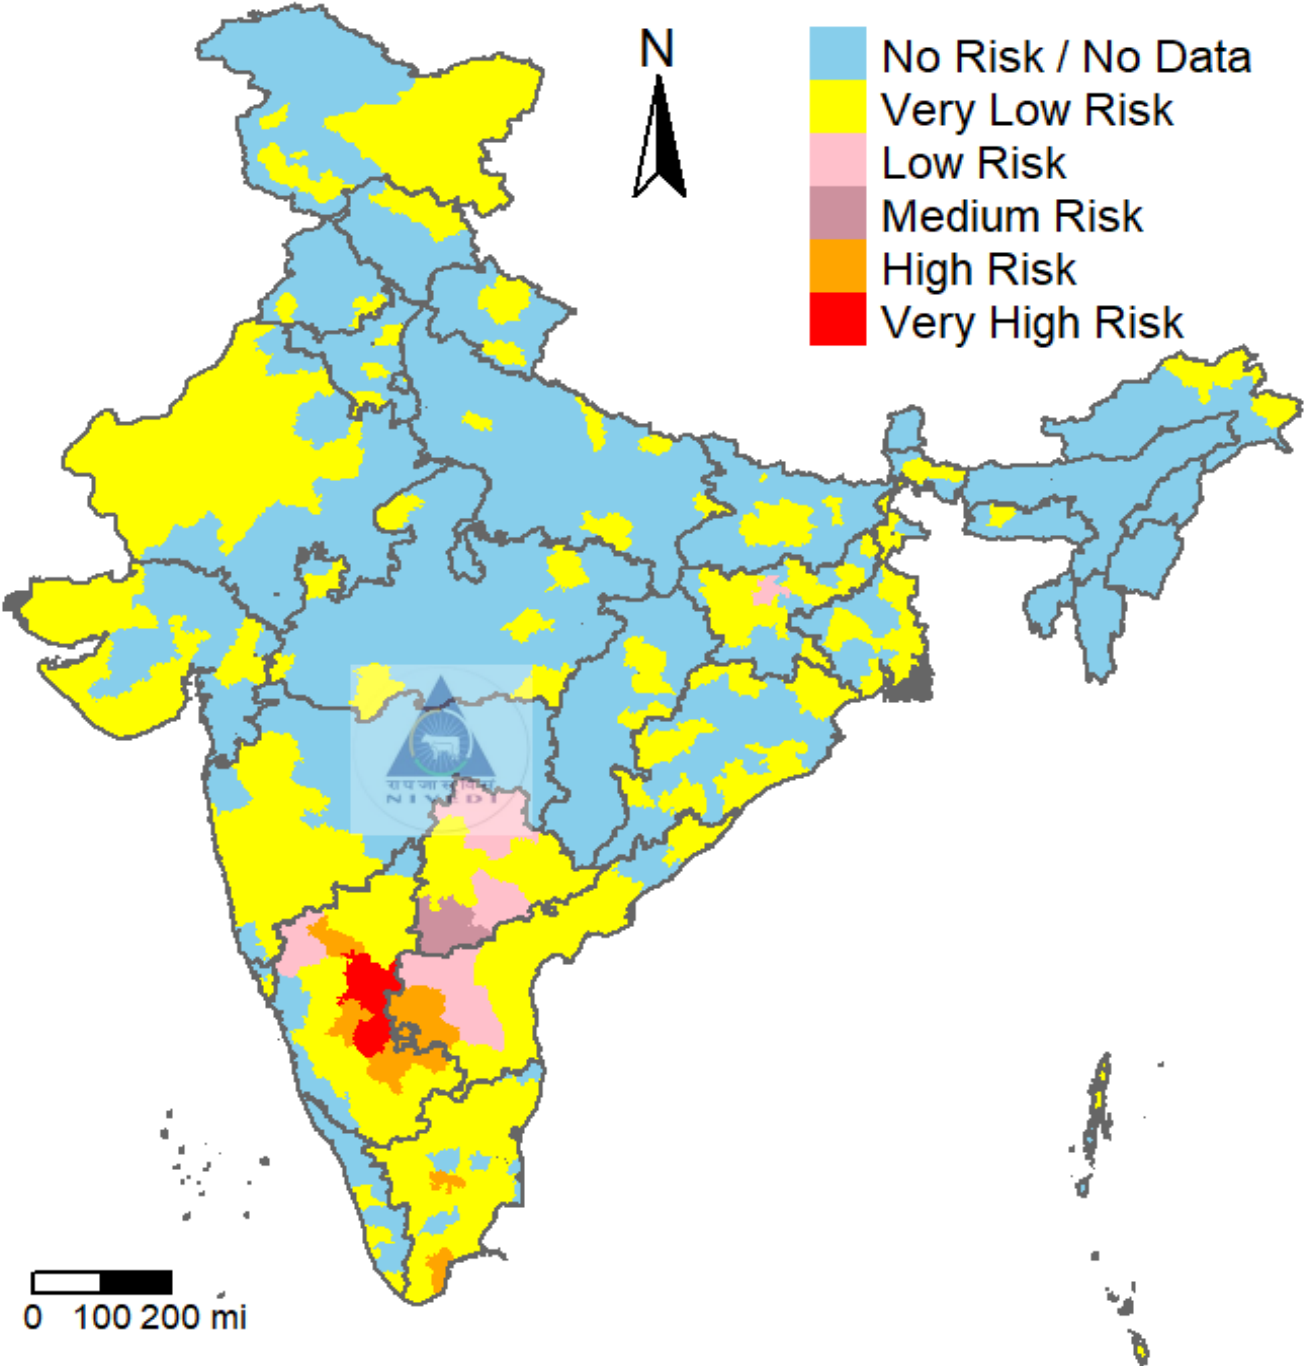 N
No Risk / No Data
Very Low Risk
Low Risk
Medium Risk
High Risk
Very High Risk
NIVEDI
0 100 200 mi